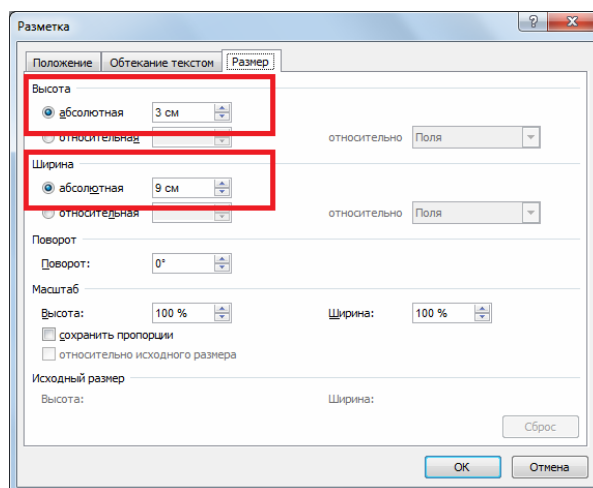 Разметка
Положение Обтекание текстом Размер
Высота
абсолютная 3 см
относительная относительно Поля
Ширина
абсолютная 9 см
относительная относительно Поля
Поворот
Поворот: 0°
Масштаб
Высота: 100 % Ширина: 100 %
сохранить пропорции
относительно исходного размера
Исходный размер
Высота: Ширина:
Сброс
ОК Отмена